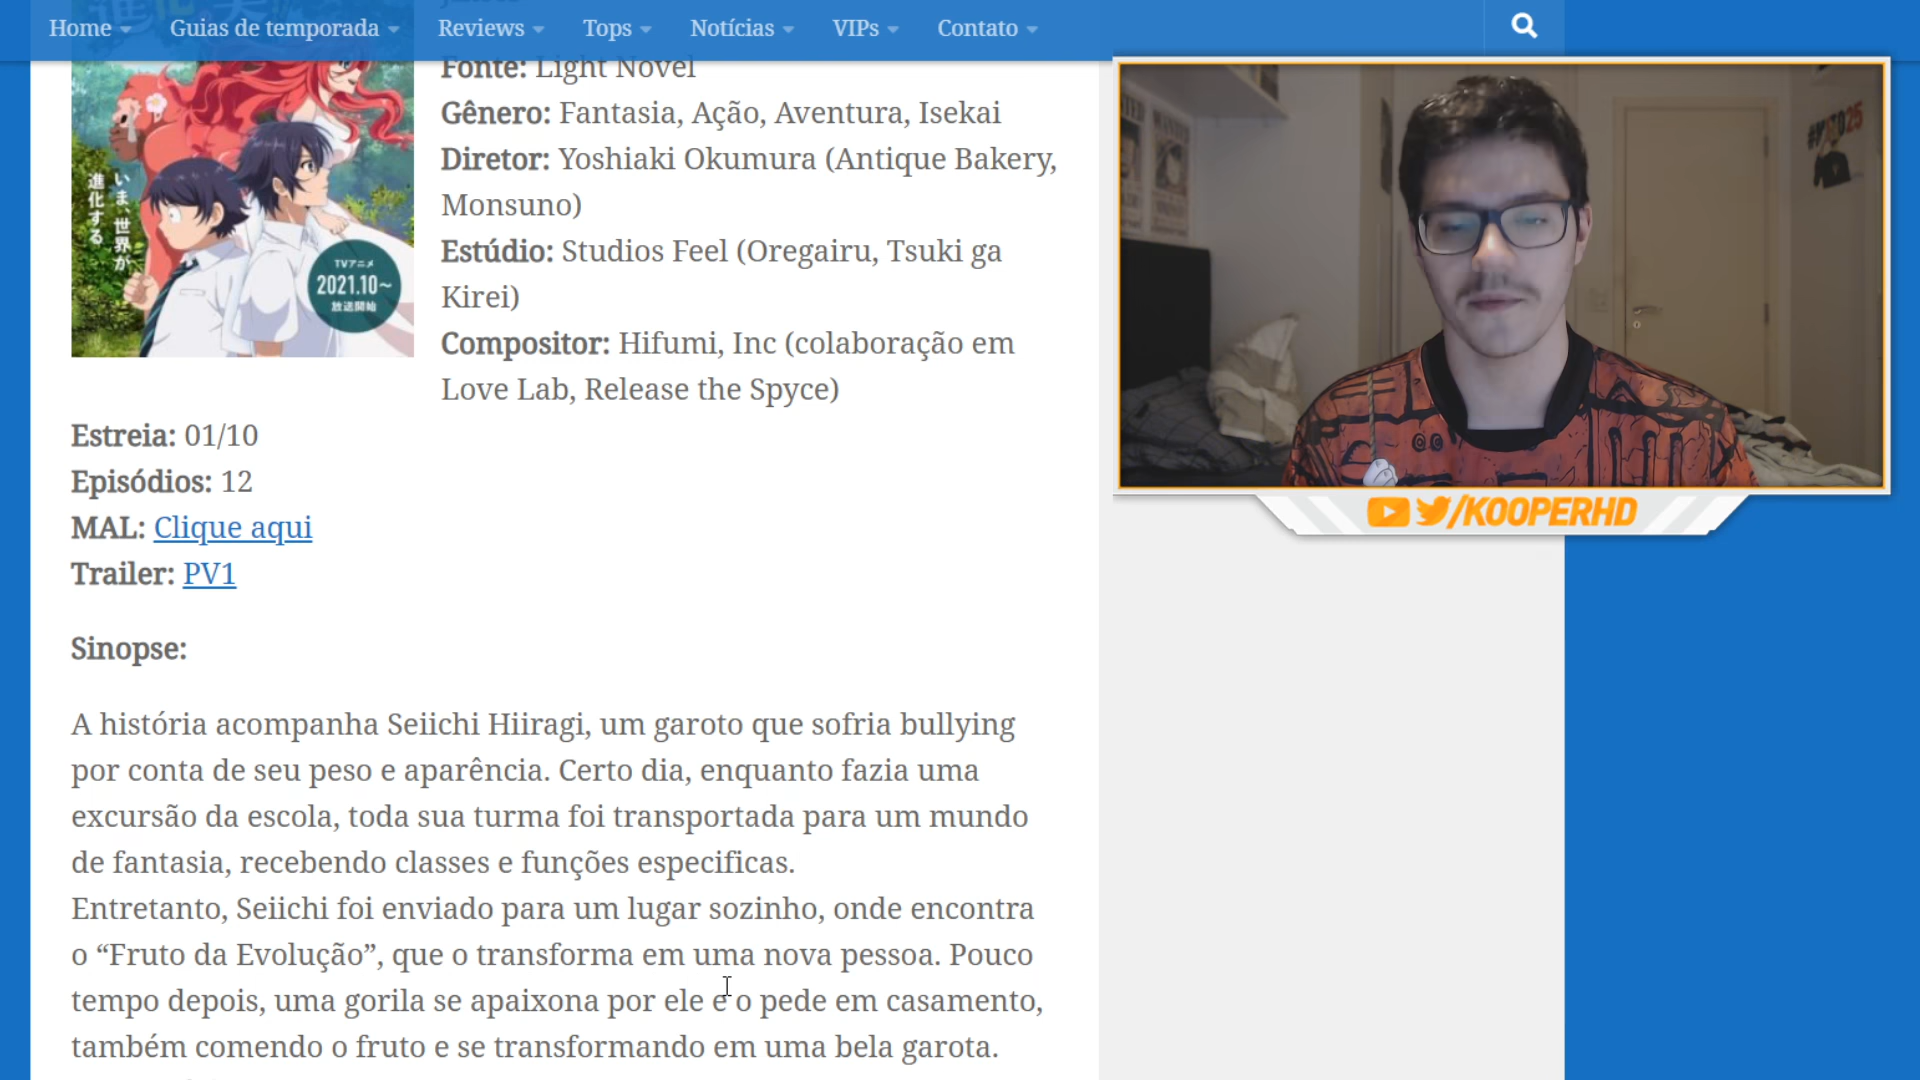 Home
Guias de temporada
Reviews
Tops
Notícias
VIPs
Contato
Fonte: Light Novel
Gênero: Fantasia, Ação, Aventura, Isekai
Diretor: Yoshiaki Okumura (Antique Bakery,
Monsuno)
Estúdio: Studios Feel (Oregairu, Tsuki ga
Kirei)
Compositor: Hifumi, Inc (colaboração em
Love Lab, Release the Spyce)
いま、世界が
進化する。
TVアニメ
2021.10~
放送開始
WANTED
/KOOPERHD
Estreia: 01/10
Episódios: 12
MAL: Clique aqui
Trailer: PV1
Sinopse:
A história acompanha Seiichi Hiiragi, um garoto que sofria bullying
por conta de seu peso e aparência. Certo dia, enquanto fazia uma
excursão da escola, toda sua turma foi transportada para um mundo
de fantasia, recebendo classes e funções especificas.
Entretanto, Seiichi foi enviado para um lugar sozinho, onde encontra
o “Fruto da Evolução”, que o transforma em uma nova pessoa. Pouco
tempo depois, uma gorila se apaixona por ele e o pede em casamento,
também comendo o fruto e se transformando em uma bela garota.